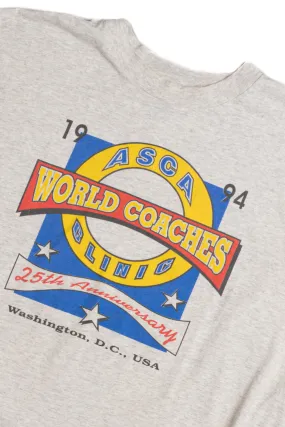 19 94
ASCA
WORLD COACHES
CLINIC
25th Anniversary
Washington, D.C., USA